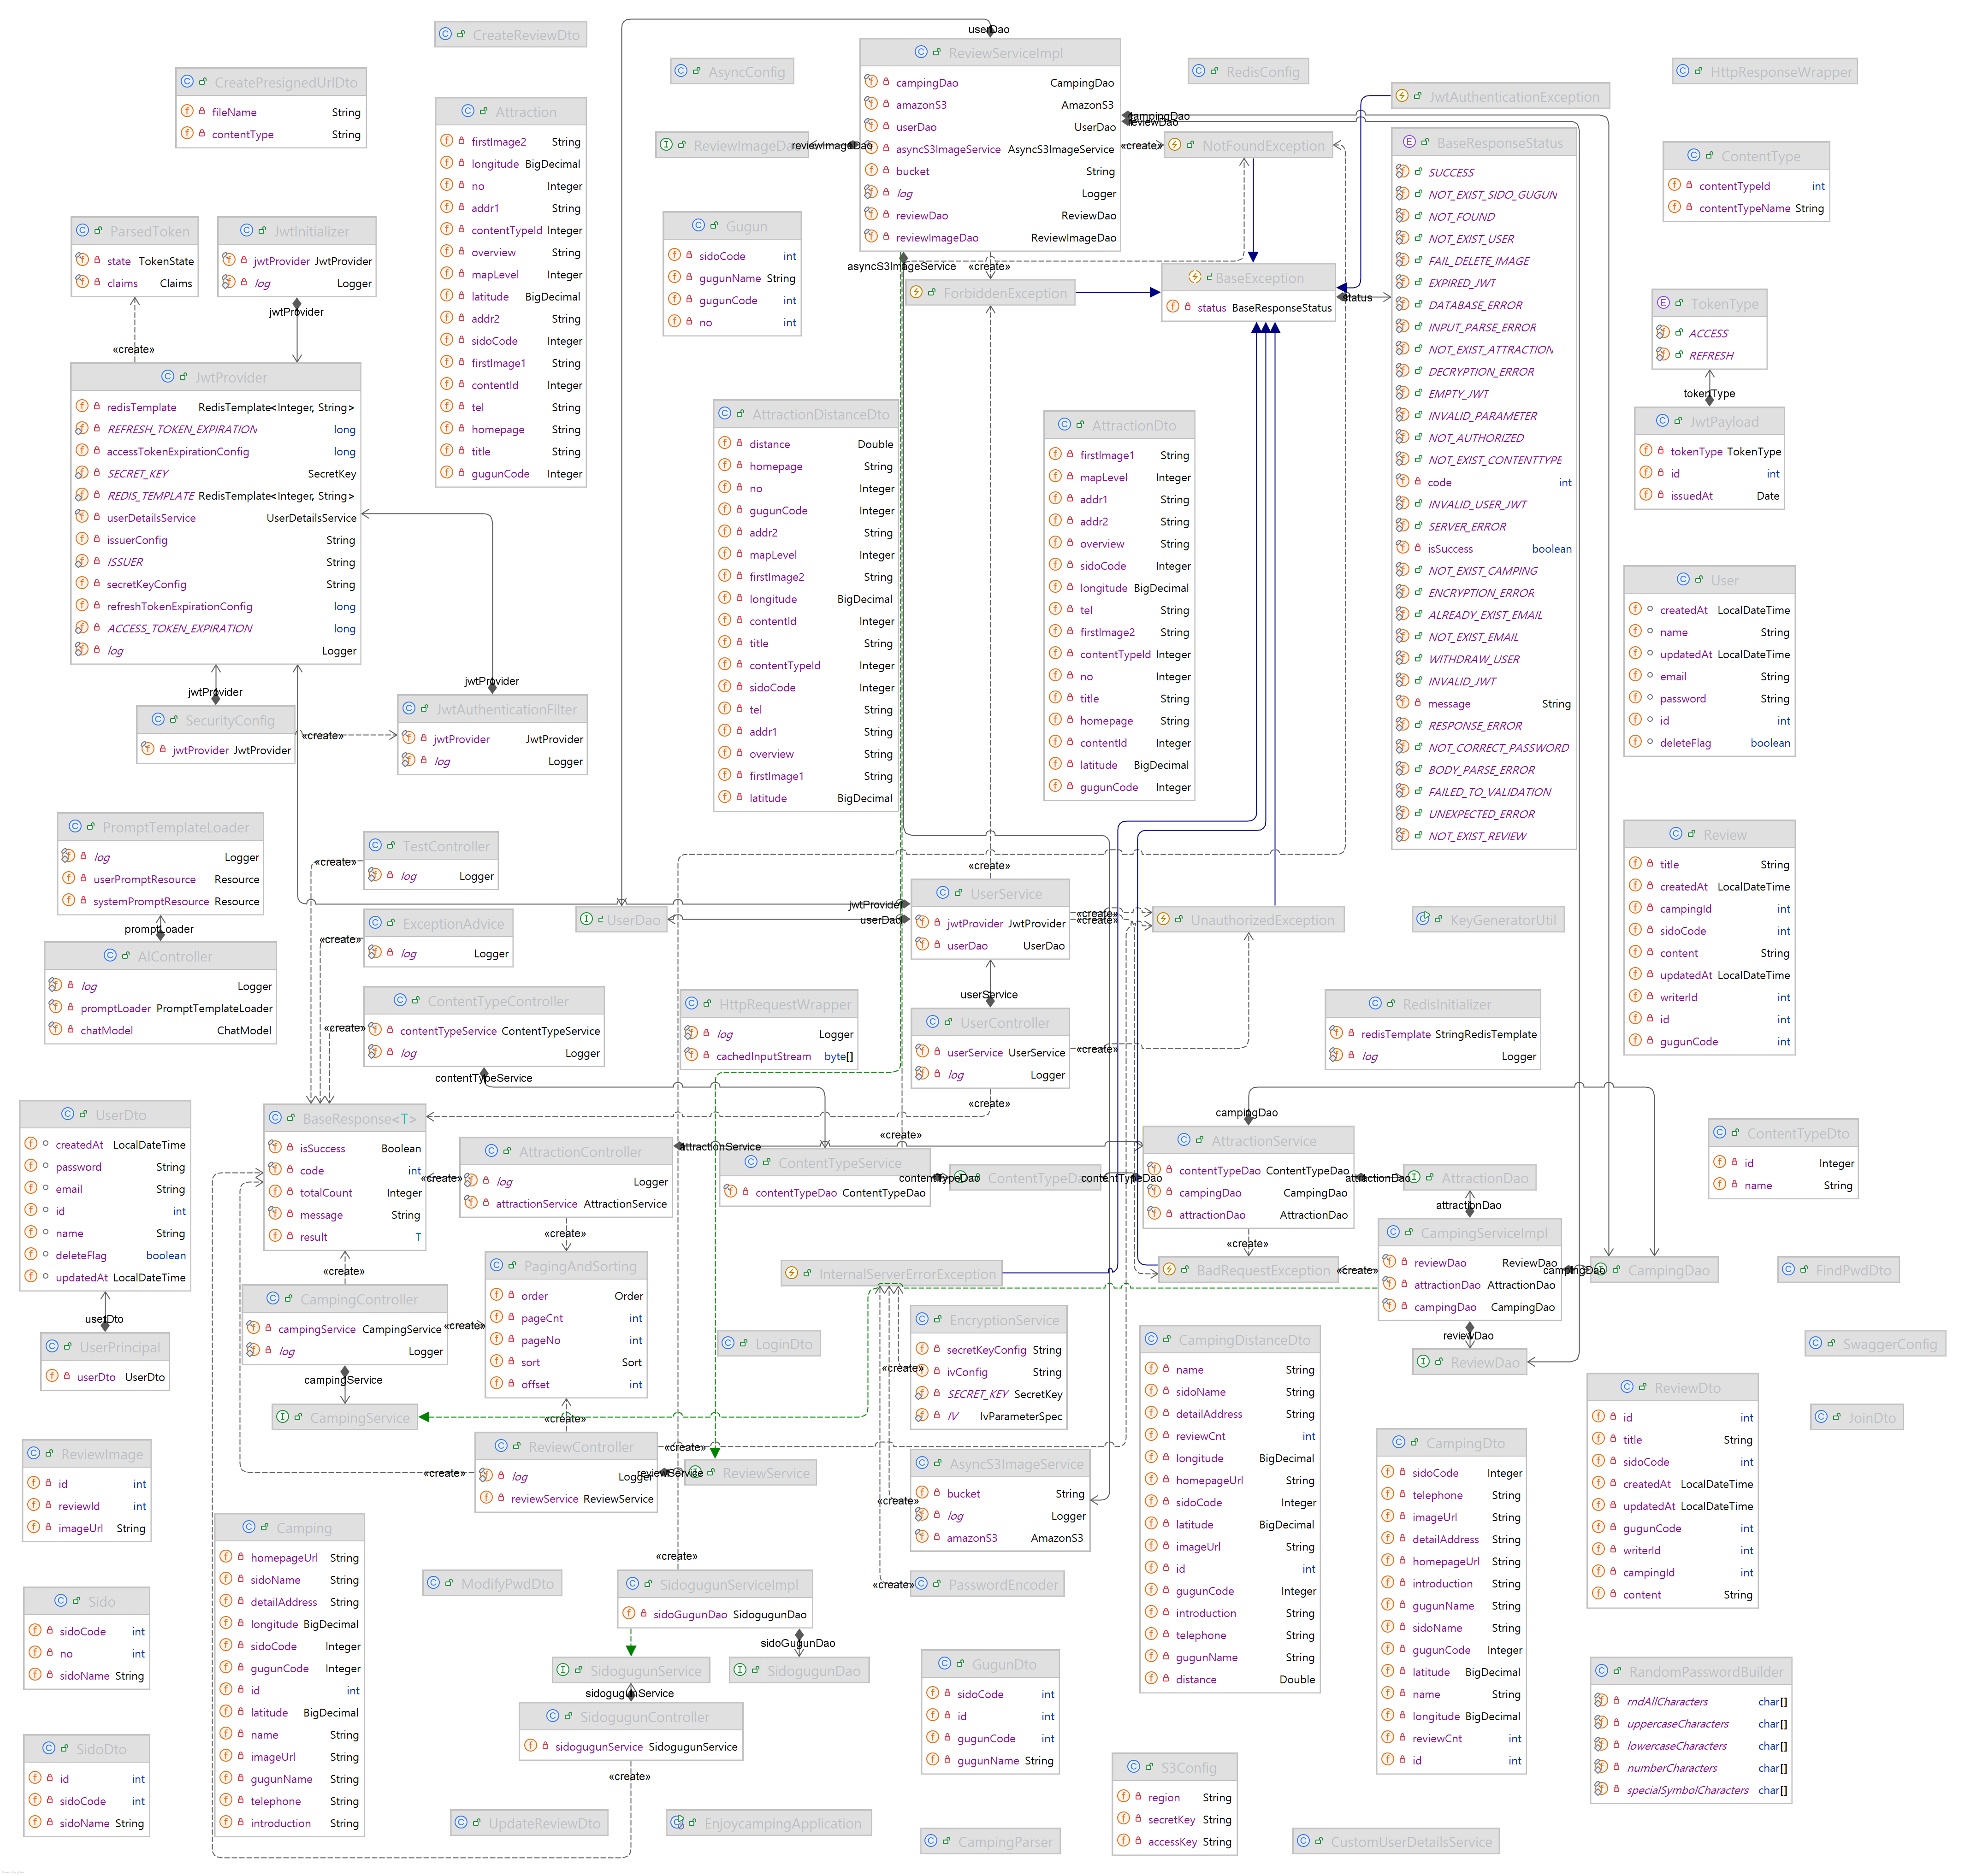 CreateReviewDto
CreatePresignedUrlDto
fileName String
contentType String
Attraction
firstImage2 String
longitude BigDecimal
no Integer
addr1 String
contentTypeId Integer
overview String
mapLevel Integer
latitude BigDecimal
addr2 String
sidoCode Integer
firstImage1 String
contentId Integer
tel String
homepage String
title String
gugunCode Integer
ParsedToken
state TokenState
claims Claims
JwtInitializer
jwtProvider JwtProvider
log Logger
jwtProvider
«create»
JwtProvider
redisTemplate RedisTemplate<Integer, String>
REFRESH_TOKEN_EXPIRATION long
accessTokenExpirationConfig long
SECRET_KEY SecretKey
REDIS_TEMPLATE RedisTemplate<Integer, String>
userDetailsService UserDetailsService
issuerConfig String
ISSUER String
secretKeyConfig String
refreshTokenExpirationConfig long
ACCESS_TOKEN_EXPIRATION long
log Logger
jwtProvider
jwtProvider
SecurityConfig
jwtProvider JwtProvider
«create»
JwtAuthenticationFilter
jwtProvider JwtProvider
log Logger
userDao
AsyncConfig
ReviewServiceImpl
campingDao CampingDao
amazonS3 AmazonS3
userDao UserDao
asyncS3ImageService AsyncS3ImageService
bucket String
log Logger
reviewDao ReviewDao
reviewImageDao ReviewImageDao
RedisConfig
HttpResponseWrapper
JwtAuthenticationException
campingDao
reviewDao
reviewImageDao
«create»
NotFoundException
Gugun
sidoCode int
gugunName String
gugunCode int
no int
asyncS3ImageService
«create»
ForbiddenException
BaseException
status BaseResponseStatus
status
BaseResponseStatus
SUCCESS
NOT_EXIST_SIDO_GUGUN
NOT_FOUND
NOT_EXIST_USER
FAIL_DELETE_IMAGE
EXPIRED_JWT
DATABASE_ERROR
INPUT_PARSE_ERROR
NOT_EXIST_ATTRACTION
DECRYPTION_ERROR
EMPTY_JWT
INVALID_PARAMETER
NOT_AUTHORIZED
NOT_EXIST_CONTENTTYPE
code int
INVALID_USER_JWT
SERVER_ERROR
isSuccess boolean
NOT_EXIST_CAMPING
ENCRYPTION_ERROR
ALREADY_EXIST_EMAIL
NOT_EXIST_EMAIL
WITHDRAW_USER
INVALID_JWT
message String
RESPONSE_ERROR
NOT_CORRECT_PASSWORD
BODY_PARSE_ERROR
FAILED_TO_VALIDATION
UNEXPECTED_ERROR
NOT_EXIST_REVIEW
ContentType
contentTypeId int
contentTypeName String
TokenType
ACCESS
REFRESH
tokenType
JwtPayload
tokenType TokenType
id int
issuedAt Date
AttractionDistanceDto
distance Double
homepage String
no Integer
gugunCode Integer
addr2 String
mapLevel Integer
firstImage2 String
longitude BigDecimal
contentId Integer
title String
contentTypeId Integer
sidoCode Integer
tel String
addr1 String
overview String
firstImage1 String
latitude BigDecimal
AttractionDto
firstImage1 String
mapLevel Integer
addr1 String
addr2 String
overview String
sidoCode Integer
longitude BigDecimal
tel String
firstImage2 String
contentTypeId Integer
no Integer
title String
homepage String
contentId Integer
latitude BigDecimal
gugunCode Integer
User
createdAt LocalDateTime
name String
updatedAt LocalDateTime
email String
password String
id int
deleteFlag boolean
Review
title String
createdAt LocalDateTime
campingId int
sidoCode int
content String
updatedAt LocalDateTime
writerId int
id int
gugunCode int
PromptTemplateLoader
log Logger
userPromptResource Resource
systemPromptResource Resource
promptLoader
AIController
log Logger
promptLoader PromptTemplateLoader
chatModel ChatModel
TestController
log Logger
«create»
ExceptionAdvice
log Logger
«create»
ContentTypeController
contentTypeService ContentTypeService
log Logger
«create»
contentTypeService
UserDao
«create»
UserService
jwtProvider JwtProvider
userDao UserDao
jwtProvider
userDao
«create»
«create»
UnauthorizedException
KeyGeneratorUtil
userService
UserController
userService UserService
log Logger
«create»
«create»
HttpRequestWrapper
log Logger
cachedInputStream byte[]
RedisInitializer
redisTemplate StringRedisTemplate
log Logger
UserDto
createdAt LocalDateTime
password String
email String
id int
name String
deleteFlag boolean
updatedAt LocalDateTime
userDto
UserPrincipal
userDto UserDto
BaseResponse<T>
isSuccess Boolean
code int
totalCount Integer
message String
result T
«create»
«create»
AttractionController
log Logger
attractionService AttractionService
attractionService
«create»
«create»
ContentTypeService
contentTypeDao ContentTypeDao
contentTypeDao
ContentTypeDao
contentTypeDao
campingDao
AttractionService
contentTypeDao ContentTypeDao
campingDao CampingDao
attractionDao AttractionDao
attractionDao
AttractionDao
attractionDao
«create»
ContentTypeDto
id Integer
name String
CampingController
campingService CampingService
log Logger
«create»
campingService
CampingService
PagingAndSorting
order Order
pageCnt int
pageNo int
sort Sort
offset int
«create»
InternalServerErrorException
BadRequestException
«create»
CampingServiceImpl
reviewDao ReviewDao
attractionDao AttractionDao
campingDao CampingDao
campingDao
CampingDao
reviewDao
ReviewDao
FindPwdDto
LoginDto
EncryptionService
secretKeyConfig String
ivConfig String
SECRET_KEY SecretKey
IV IvParameterSpec
«create»
CampingDistanceDto
name String
sidoName String
detailAddress String
reviewCnt int
longitude BigDecimal
homepageUrl String
sidoCode Integer
latitude BigDecimal
imageUrl String
id int
gugunCode Integer
introduction String
telephone String
gugunName String
distance Double
SwaggerConfig
JoinDto
ReviewDto
id int
title String
sidoCode int
createdAt LocalDateTime
updatedAt LocalDateTime
gugunCode int
writerId int
campingId int
content String
CampingDto
sidoCode Integer
telephone String
imageUrl String
detailAddress String
homepageUrl String
introduction String
gugunName String
sidoName String
gugunCode Integer
latitude BigDecimal
name String
longitude BigDecimal
reviewCnt int
id int
ReviewImage
id int
reviewId int
imageUrl String
ReviewController
log Logger
reviewService ReviewService
«create»
«create»
reviewService
ReviewService
AsyncS3ImageService
bucket String
log Logger
amazonS3 AmazonS3
«create»
«create»
PasswordEncoder
Camping
homepageUrl String
sidoName String
detailAddress String
longitude BigDecimal
sidoCode Integer
gugunCode Integer
id int
latitude BigDecimal
name String
imageUrl String
gugunName String
telephone String
introduction String
Sido
sidoCode int
no int
sidoName String
SidoDto
id int
sidoCode int
sidoName String
ModifyPwdDto
«create»
SidogugunServiceImpl
sidoGugunDao SidogugunDao
sidoGugunDao
SidogugunService
SidogugunDao
sidogugunService
SidogugunController
sidogugunService SidogugunService
«create»
GugunDto
sidoCode int
id int
gugunCode int
gugunName String
RandomPasswordBuilder
rndAllCharacters char[]
uppercaseCharacters char[]
lowercaseCharacters char[]
numberCharacters char[]
specialSymbolCharacters char[]
S3Config
region String
secretKey String
accessKey String
UpdateReviewDto
EnjoycampingApplication
CampingParser
CustomUserDetailsService